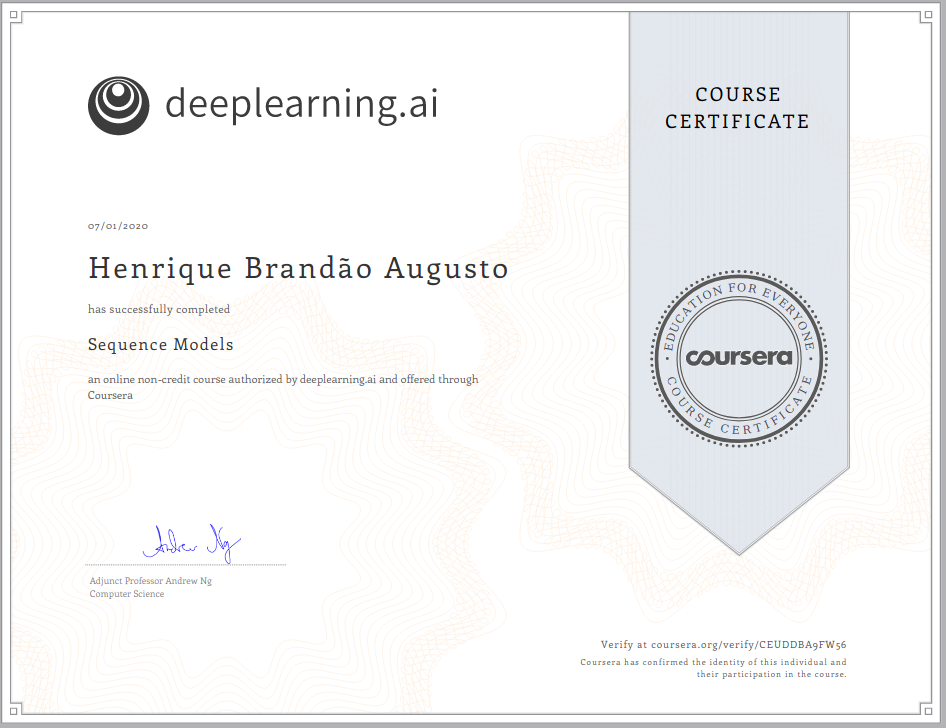 deeplearning.ai
COURSE
CERTIFICATE
07/01/2020
Henrique Brandão Augusto
has successfully completed
Sequence Models
an online non-credit course authorized by deeplearning.ai and offered through
Coursera
EDUCATION FOR EVERYONE
coursera
COURSE CERTIFICATE
Andrew Ng
Adjunct Professor Andrew Ng
Computer Science
Verify at coursera.org/verify/CEUDDBA9FW56
Coursera has confirmed the identity of this individual and
their participation in the course.